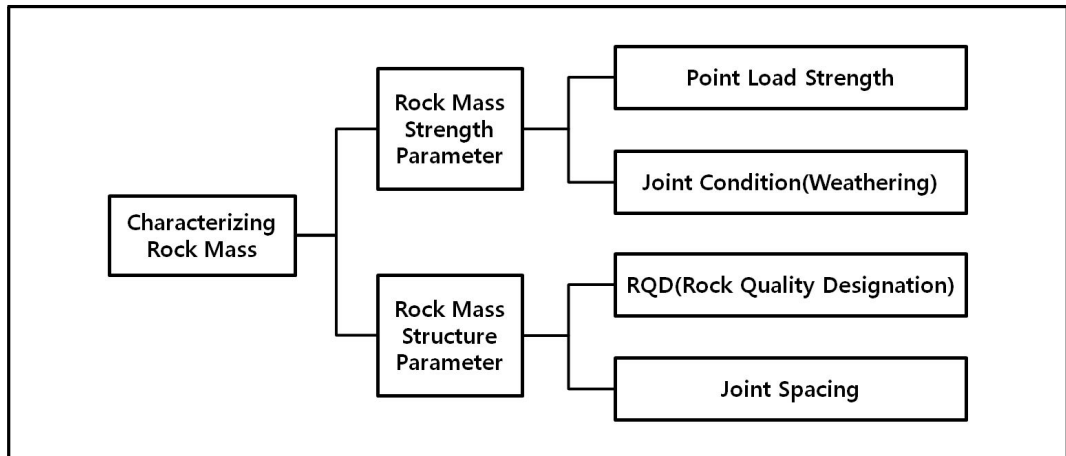 Characterizing
Rock Mass
Rock Mass
Strength
Parameter
Point Load Strength
Joint Condition(Weathering)
Rock Mass
Structure
Parameter
RQD(Rock Quality Designation)
Joint Spacing